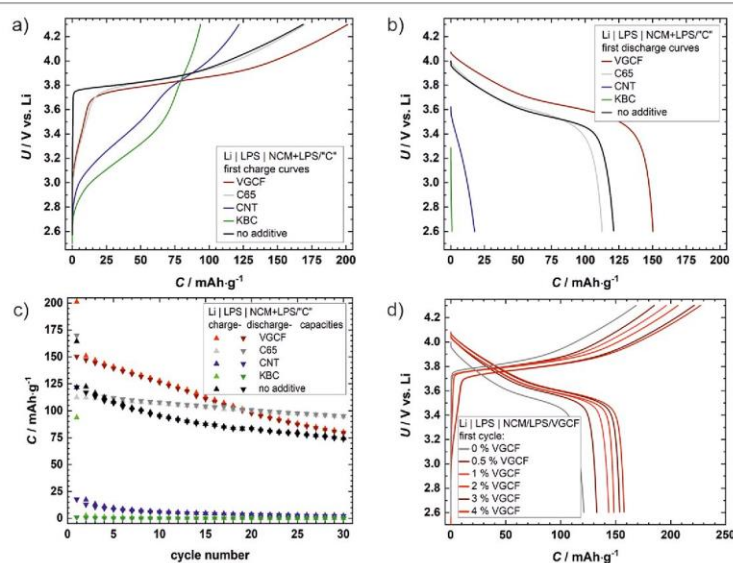 a)
4.2
3.9
3.6
3.3
3.0
2.6
U / V vs. Li
0 25 50 75 100 125 150 175 200
C / mAh·g⁻¹
Li | LPS | NCM+LPS/"C"
first charge curves
VGCF
C65
CNT
KBC
no additive
b)
Li | LPS | NCM+LPS/"C"
first discharge curves
VGCF
C65
CNT
KBC
no additive
4.2
4.0
3.8
3.6
3.4
3.2
3.0
2.8
2.6
U / V vs. Li
0 25 50 75 100 125 150 175 200
C / mAh·g⁻¹
c)
200
175
150
125
100
75
50
25
0
C / mAh·g⁻¹
Li | LPS | NCM+LPS/"C"
charge- discharge- capacities
VGCF
C65
CNT
KBC
no additive
0 5 10 15 20 25 30
cycle number
d)
4.2
4.0
3.8
3.6
3.4
3.2
3.0
2.8
2.6
U / V vs. Li
Li | LPS | NCM/LPS/VGCF
first cycle:
0 % VGCF
0.5 % VGCF
1 % VGCF
2 % VGCF
3 % VGCF
4 % VGCF
0 50 100 150 200 250
C / mAh·g⁻¹